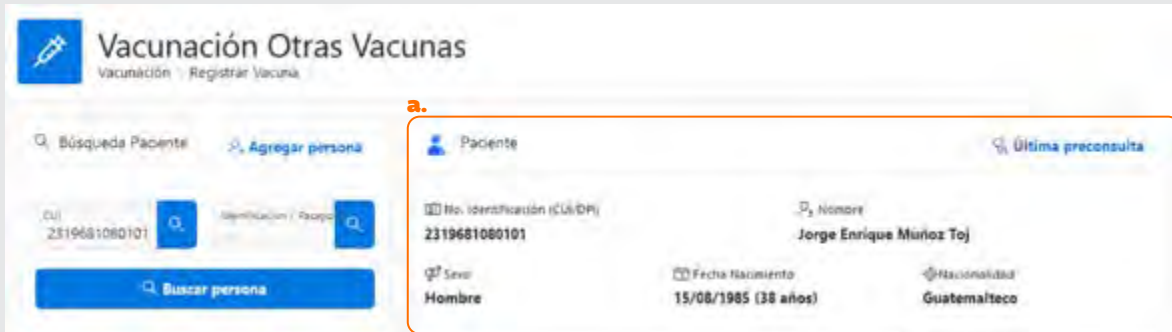 Vacunación Otras Vacunas
Vacunación Registrar Vacuna
a.
Búsqueda Paciente Agregar persona
CUI
2319681080101
Identificación / Pasapo
Buscar persona
Paciente Última preconsulta
No. Identificación (CUI/DPI) Nombre
2319681080101 Jorge Enrique Muñoz Toj
Sexo Fecha Nacimiento Nacionalidad
Hombre 15/08/1985 (38 años) Guatemalteco